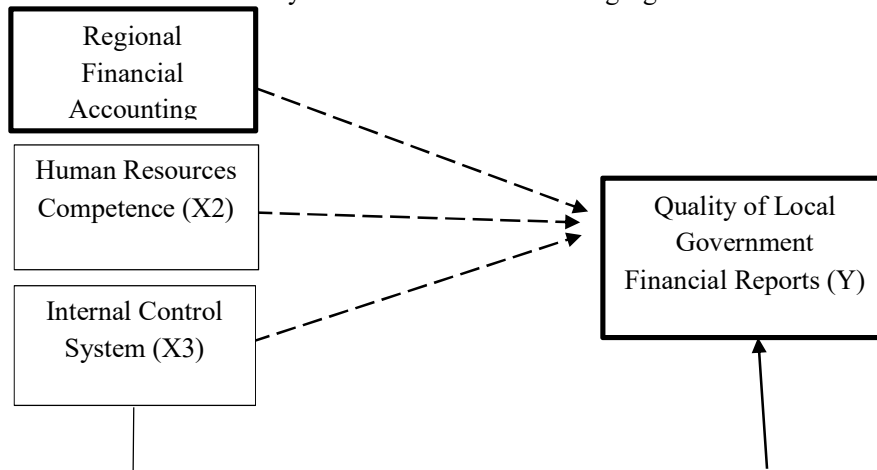 Regional
Financial
Accounting
Human Resources
Competence (X2)
Internal Control
System (X3)
Quality of Local
Government
Financial Reports (Y)